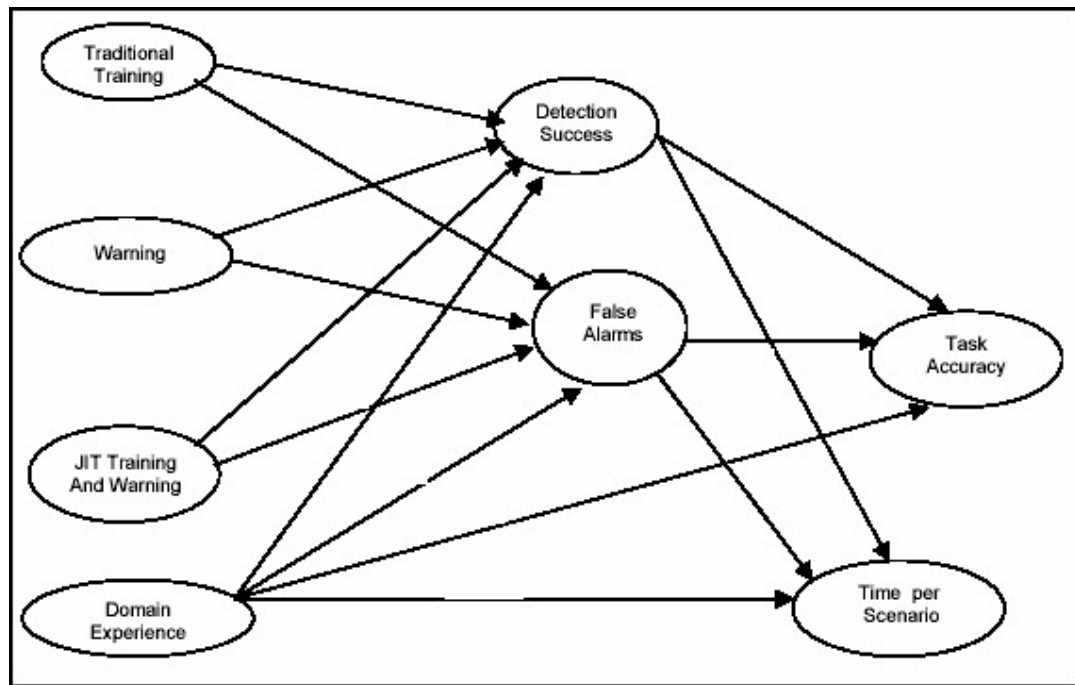 Traditional
Training
Detection
Success
Warning
False
Alarms
Task
Accuracy
JIT Training
And Warning
Domain
Experience
Time per
Scenario